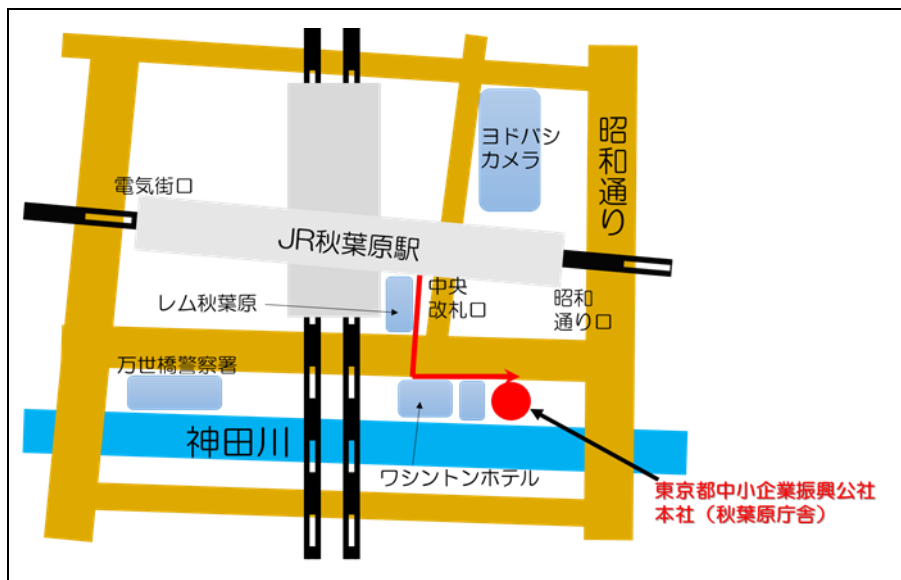 ヨドバシ
カメラ
昭和通り
電気街口
JR秋葉原駅
中央
改札口
昭和
通り口
レム秋葉原
万世橋警察署
神田川
ワシントンホテル
東京都中小企業振興公社
本社（秋葉原庁舎）